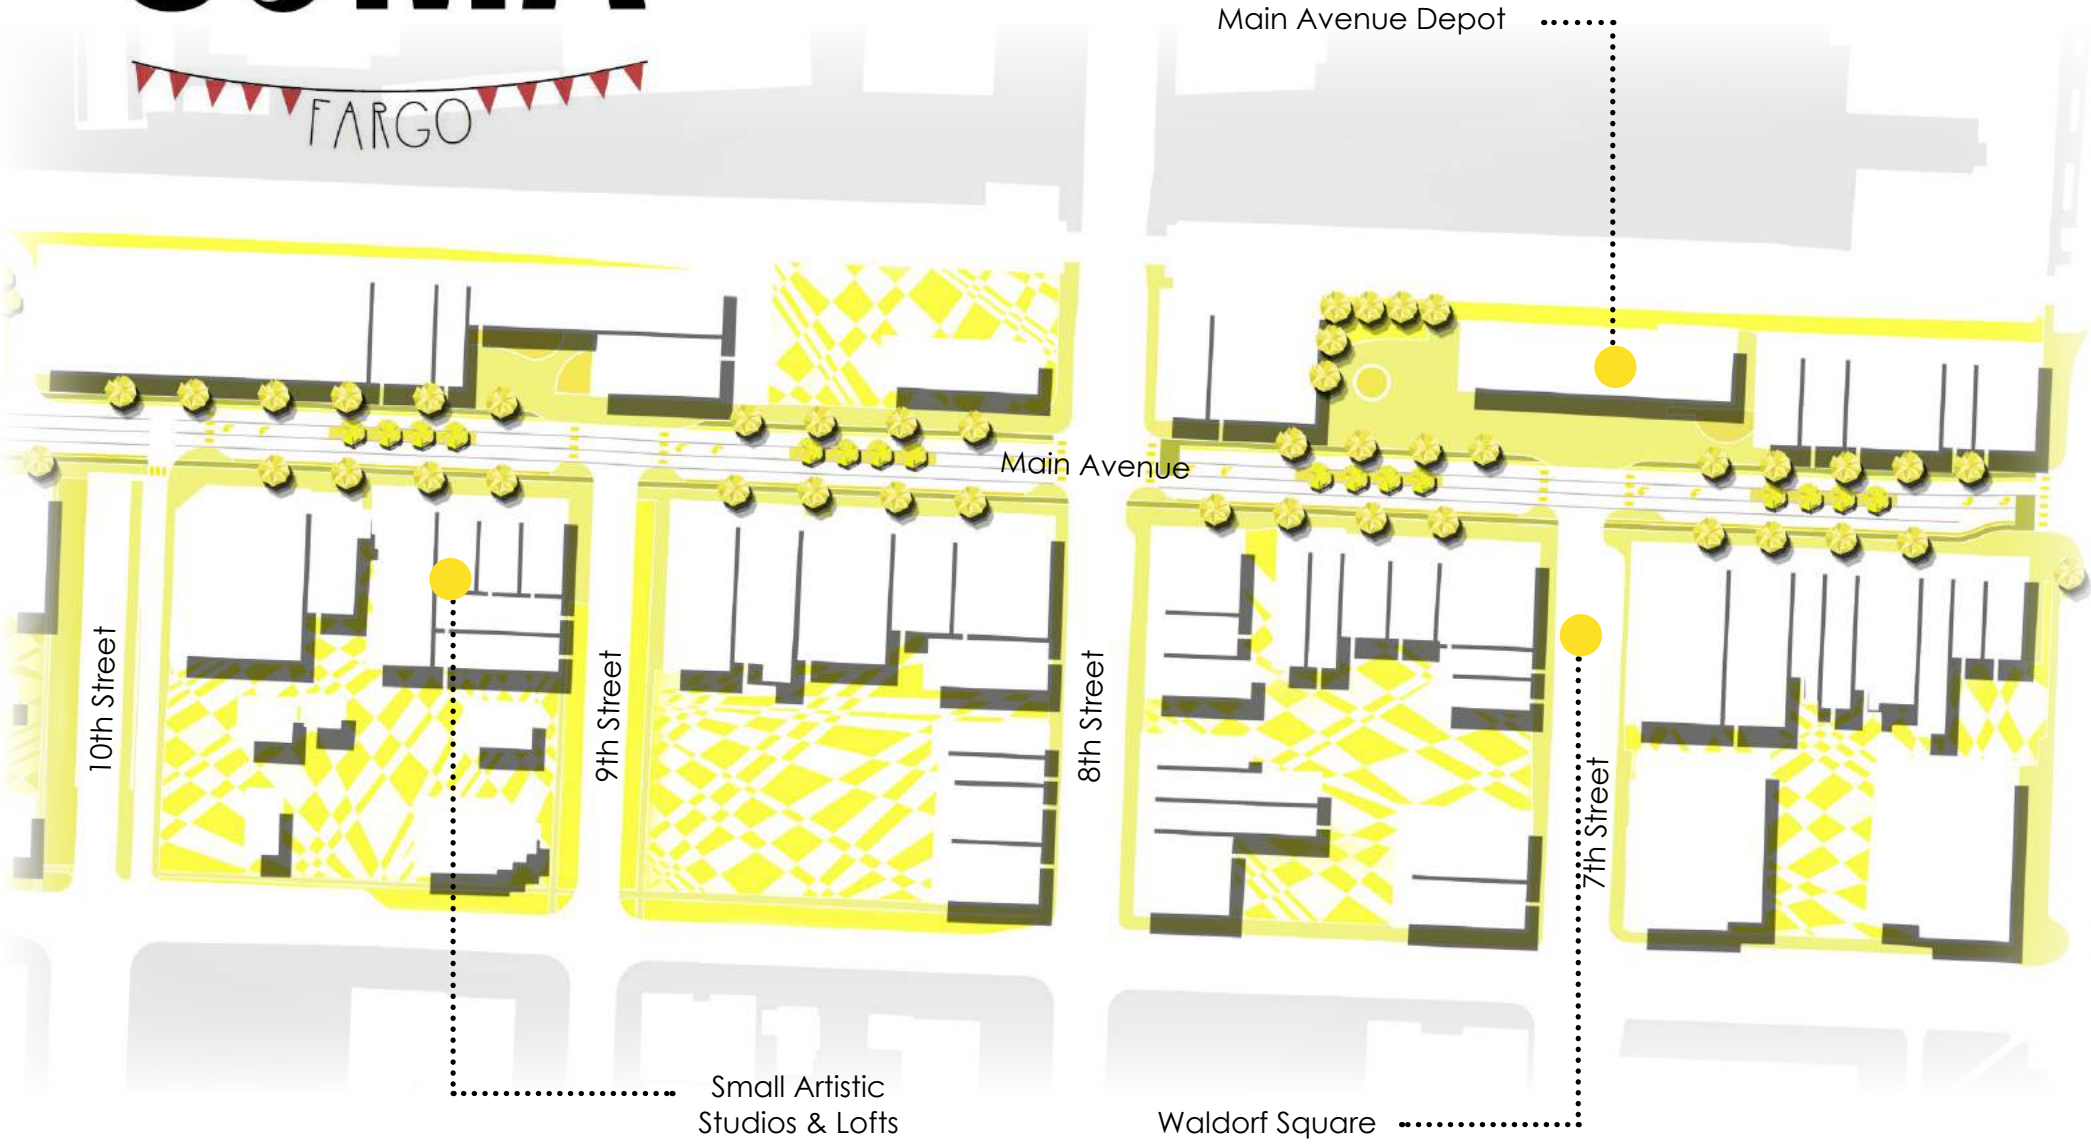 FARGO
Main Avenue Depot
Main Avenue
10th Street
9th Street
8th Street
7th Street
Small Artistic
Studios & Lofts
Waldorf Square